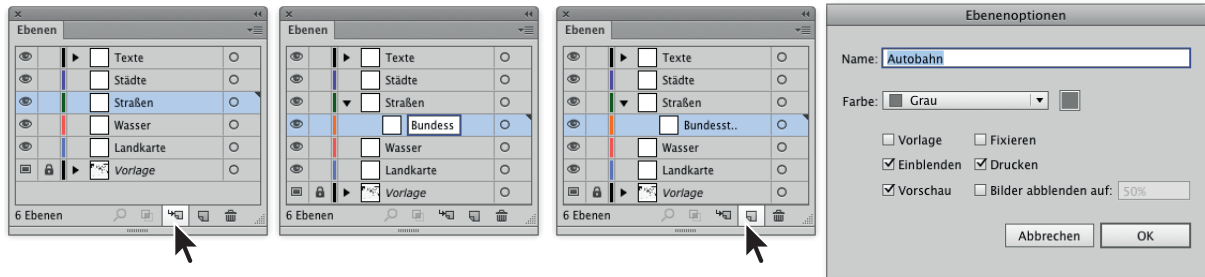 Ebenen
Texte
Städte
Straßen
Wasser
Landkarte
Vorlage
6 Ebenen
Ebenen
Texte
Städte
Straßen
Bundess
Wasser
Landkarte
Vorlage
6 Ebenen
Ebenen
Texte
Städte
Straßen
Bundesst..
Wasser
Landkarte
Vorlage
6 Ebenen
Ebenenoptionen
Name: Autobahn
Farbe: Grau
Vorlage Fixieren
Einblenden Drucken
Vorschau Bilder abblenden auf: 50%
Abbrechen OK